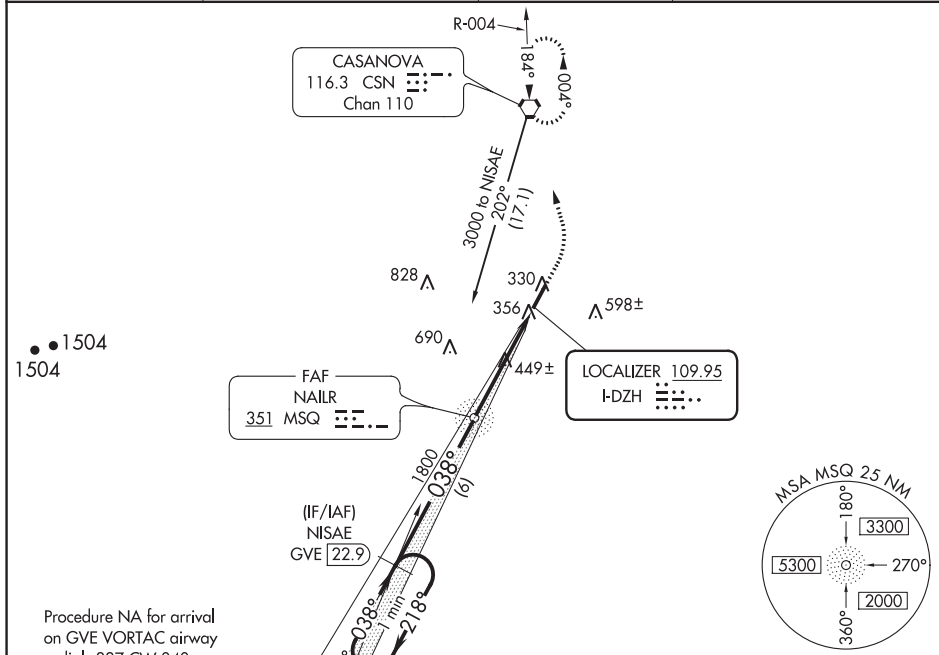 R-004
184°
004°
CASANOVA
116.3 CSN
Chan 110
3000 to NISAE
202°
(17.1)
828
330
356
598±
690
449±
1504
1504
FAF
NAILR
351 MSQ
LOCALIZER 109.95
I-DZH
1800
038°
(6)
(IF/IAF)
NISAE
GVE 22.9
038°
1 min
218°
MSA MSQ 25 NM
180°
3300
5300
270°
2000
360°
Procedure NA for arrival
on GVE VORTAC airway